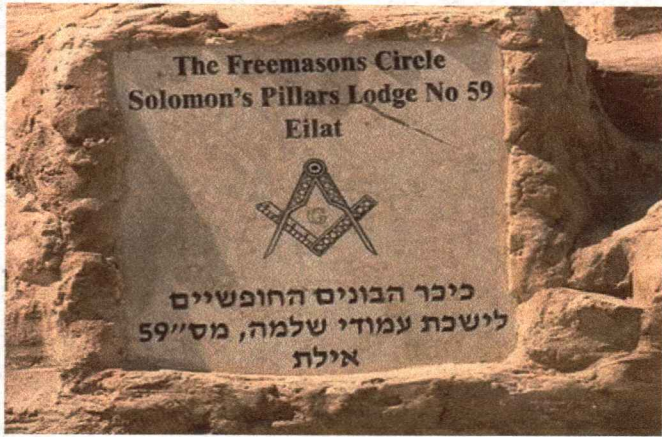 The Freemasons Circle
Solomon's Pillars Lodge No 59
Eilat
G
כיכר הבונים החופשיים
לישכת עמודי שלמה, מס״59
אילת